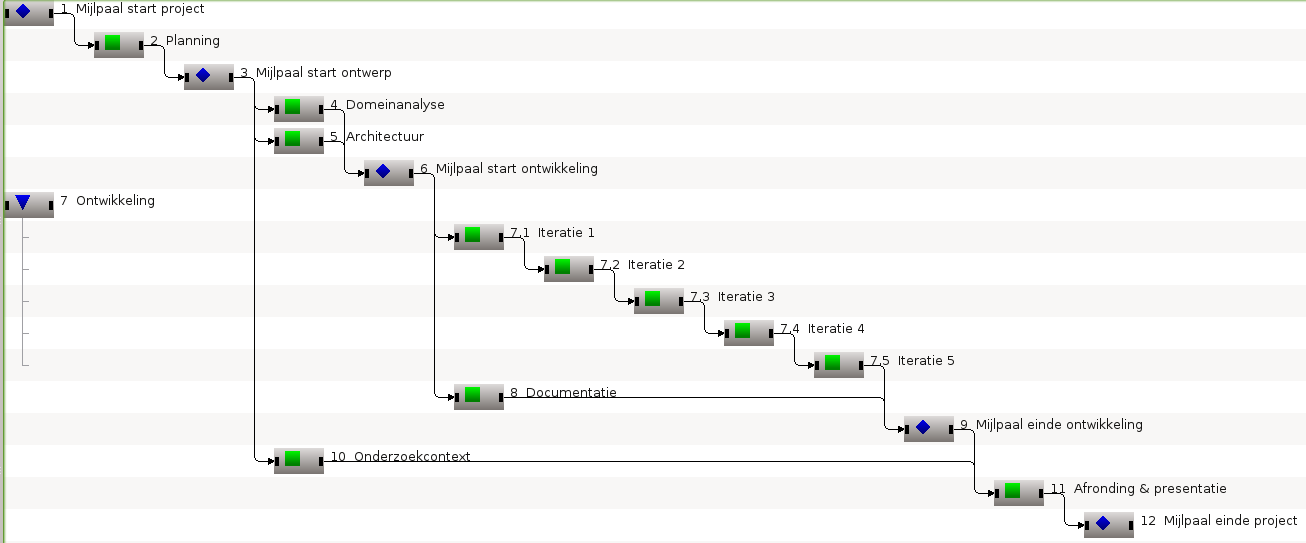 1 Mijlpaal start project
2 Planning
3 Mijlpaal start ontwerp
4 Domeinanalyse
5 Architectuur
6 Mijlpaal start ontwikkeling
7 Ontwikkeling
7.1 Iteratie 1
7.2 Iteratie 2
7.3 Iteratie 3
7.4 Iteratie 4
7.5 Iteratie 5
8 Documentatie
9 Mijlpaal einde ontwikkeling
10 Onderzoekcontext
11 Afronding & presentatie
12 Mijlpaal einde project